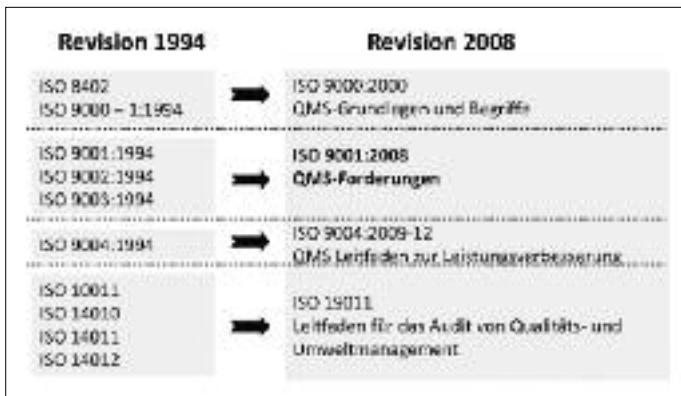 Revision 1994
Revision 2008
ISO 8402
ISO 9000 – 1:1994
ISO 9000:2000
QMS-Grundlagen und Begriffe
ISO 9001:1994
ISO 9002:1994
ISO 9003:1994
ISO 9001:2008
QMS-Forderungen
ISO 9004:1994
ISO 9004:2009-12
QMS Leitfaden zur Leistungsverbesserung
ISO 10011
ISO 14010
ISO 14011
ISO 14012
ISO 19011
Leitfaden für das Audit von Qualitäts- und
Umweltmanagement